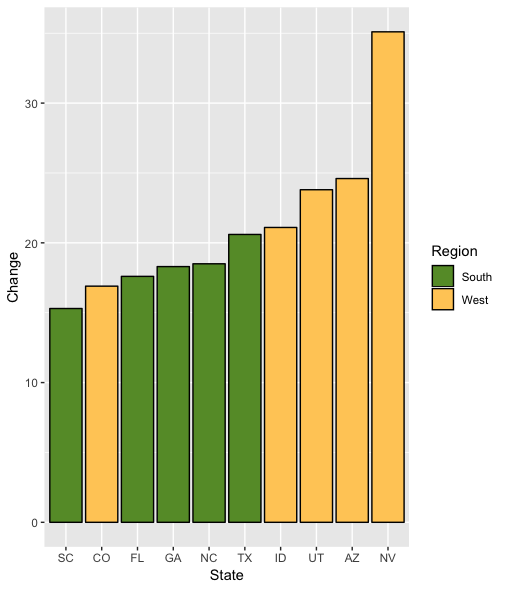 Change
30
20
10
0
SC CO FL GA NC TX ID UT AZ NV
State
Region
South
West